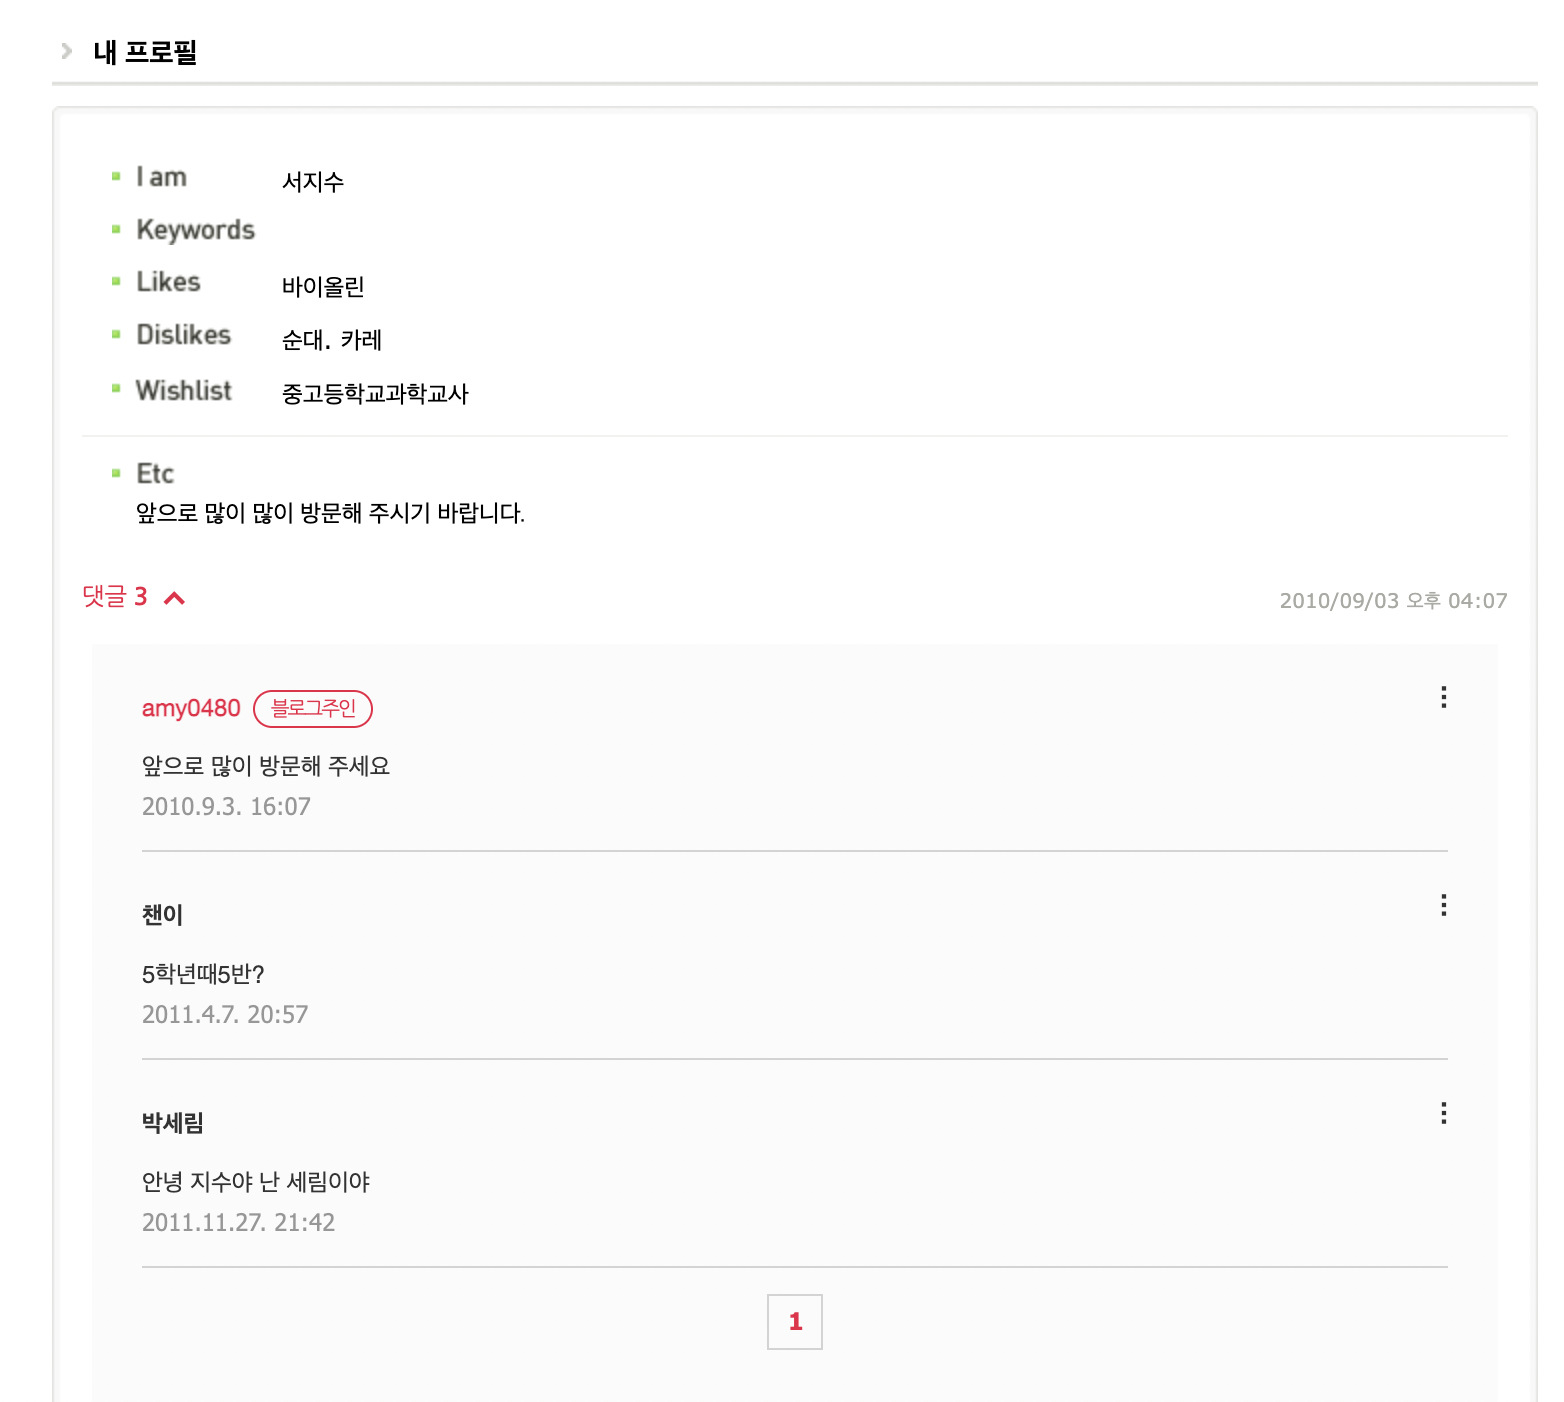 내 프로필
I am 서지수
Keywords
Likes 바이올린
Dislikes 순대. 카레
Wishlist 중고등학교과학교사
Etc
앞으로 많이 많이 방문해 주시기 바랍니다.
댓글 3 2010/09/03 오후 04:07
amy0480 블로그주인
앞으로 많이 방문해 주세요
2010.9.3. 16:07
챈이
5학년때5반?
2011.4.7. 20:57
박세림
안녕 지수야 난 세림이야
2011.11.27. 21:42
1